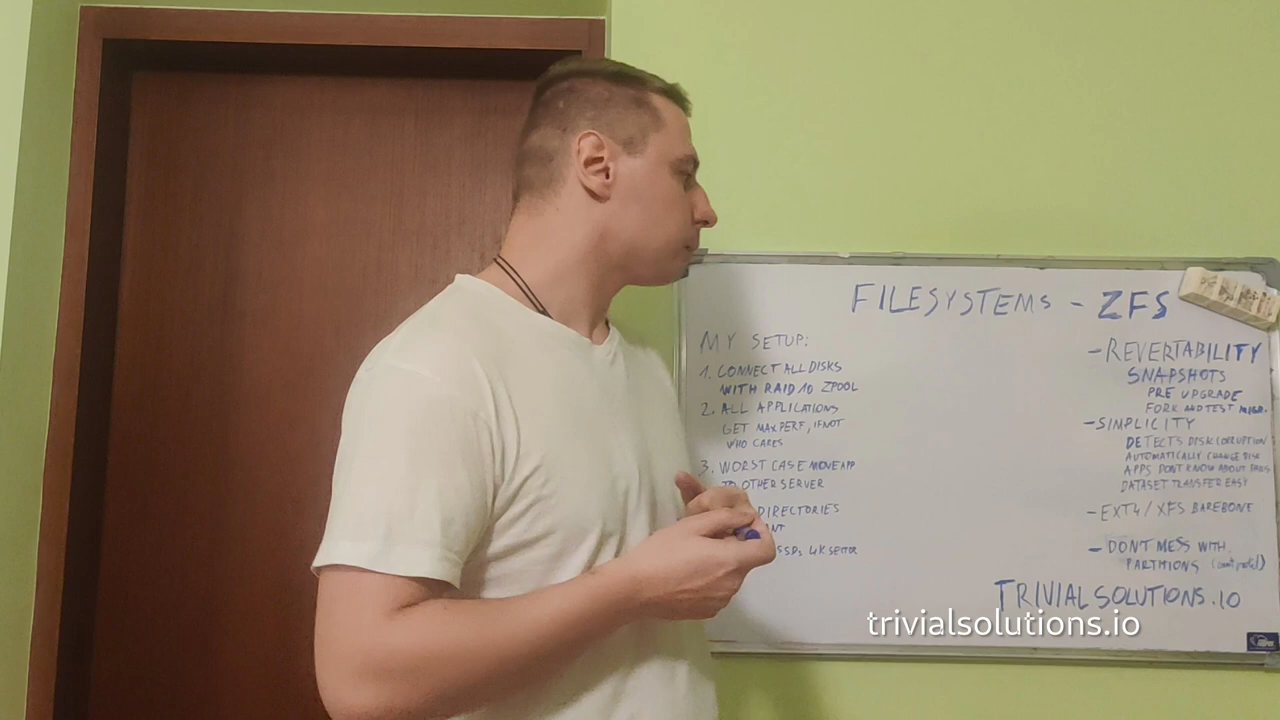 FILESYSTEMS - ZFS
MY SETUP:
1. CONNECT ALL DISKS
WITH RAID 10 ZPOOL
2. ALL APPLICATIONS
GET MAX PERF, IF NOT
WHO CARES
3. WORST CASE MOVE APP
TO OTHER SERVER
DIRECTORIES
SSDs 4K SECTOR
- REVERTABILITY
SNAPSHOTS
PRE UPGRADE
FORK AND TEST
- SIMPLICITY
DETECTS DISK CORRUPTION
AUTOMATICALLY CHANGE DISK
APPS DONT KNOW ABOUT
DATASET TRANSFER EASY
- EXT4 / XFS BAREBONE
- DONT MESS WITH
PARTITIONS
TRIVIALSOLUTIONS.IO
trivialsolutions.io